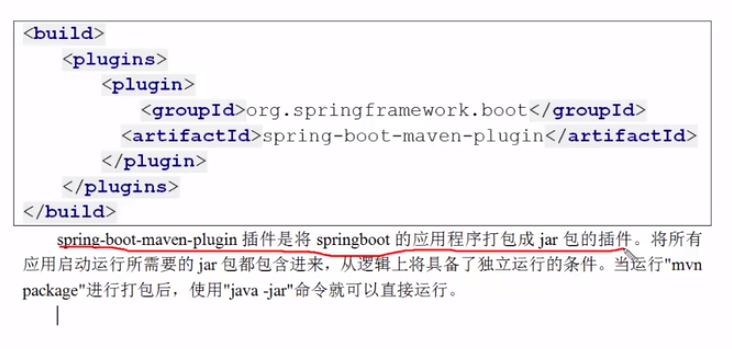 <build>
<plugins>
<plugin>
<groupId>org.springframework.boot</groupId>
<artifactId>spring-boot-maven-plugin</artifactId>
</plugin>
</plugins>
</build>
spring-boot-maven-plugin 插件是将 springboot 的应用程序打包成 jar 包的插件。将所有
应用启动运行所需要的 jar 包都包含进来，从逻辑上将具备了独立运行的条件。当运行"mvn
package"进行打包后，使用"java -jar"命令就可以直接运行。